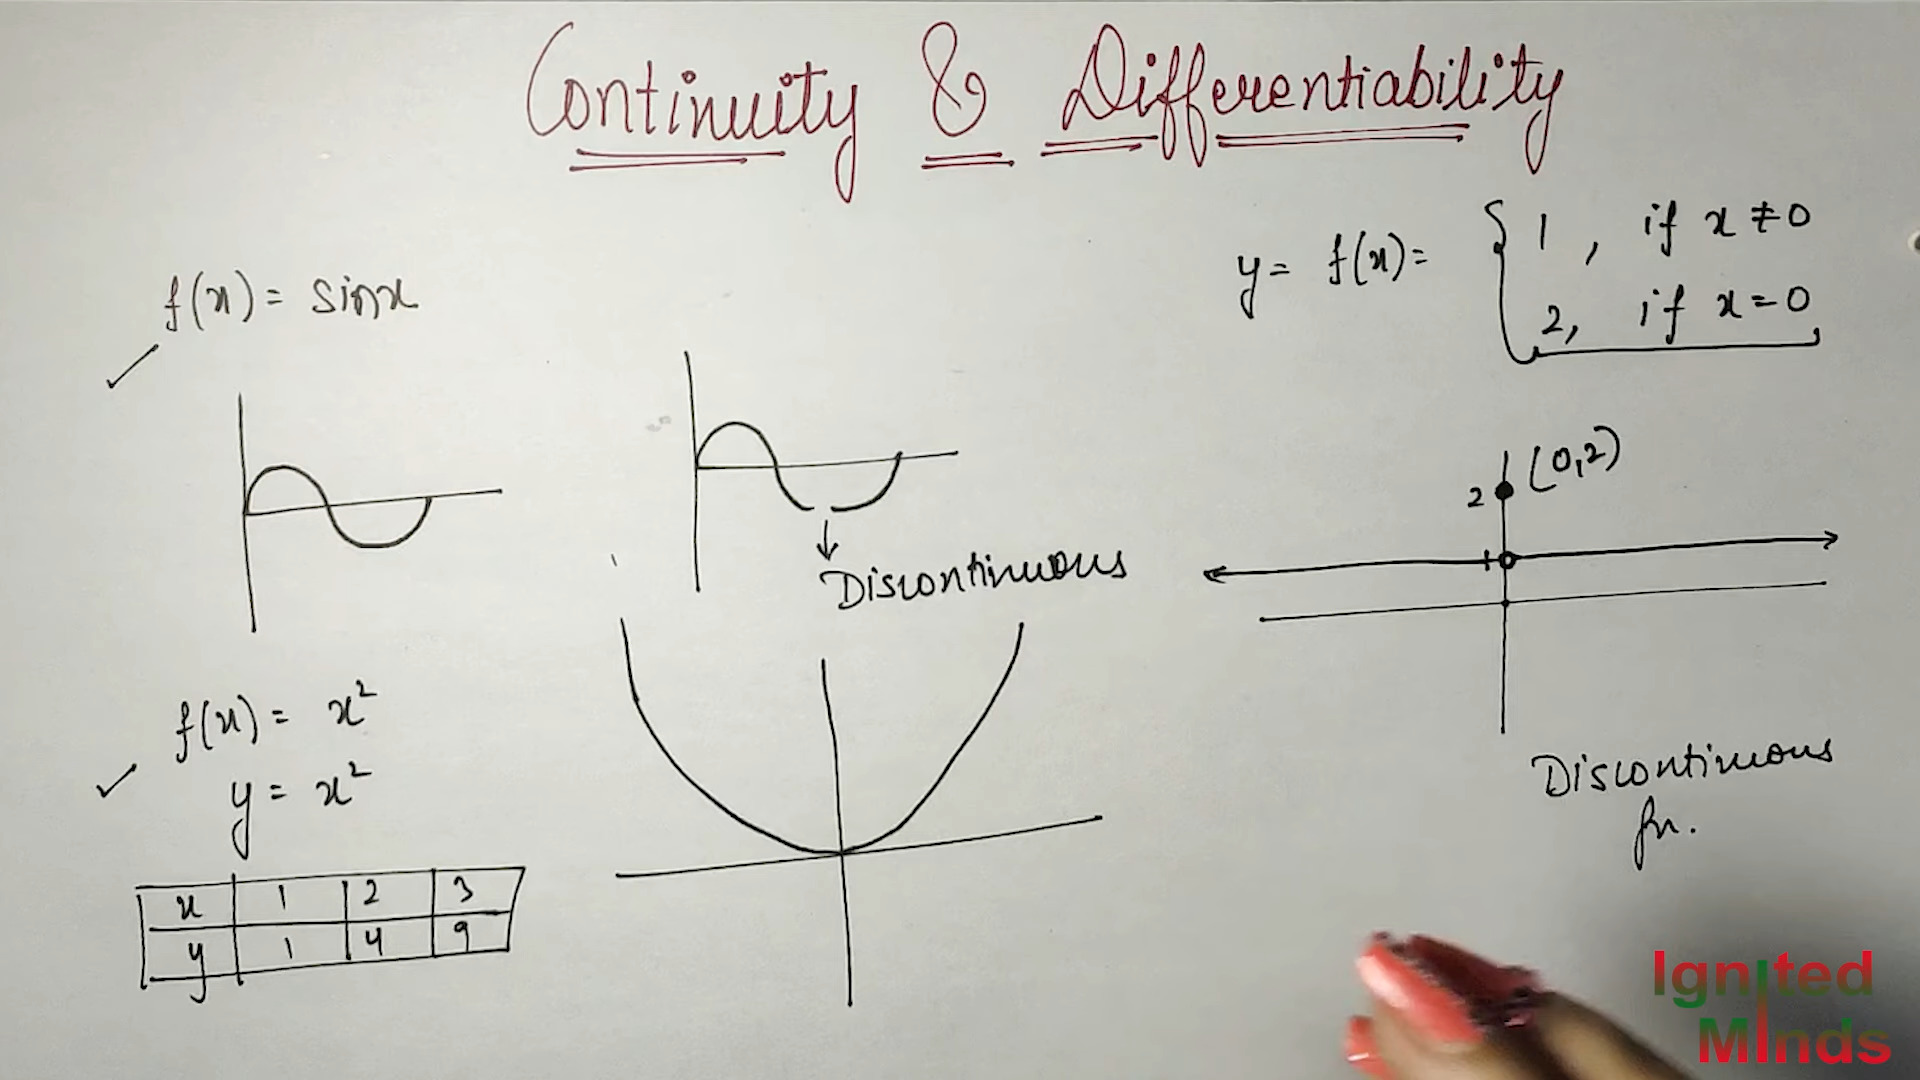 Continuity & Differentiability
f(x) = sinx
y = f(x) = { 1, if x ≠ 0
2, if x = 0
2 (0,2)
1
Discontinuous
Discontinuous
fn.
f(x) = x²
y = x²
x 1 2 3
y 1 4 9
Ignited
Minds